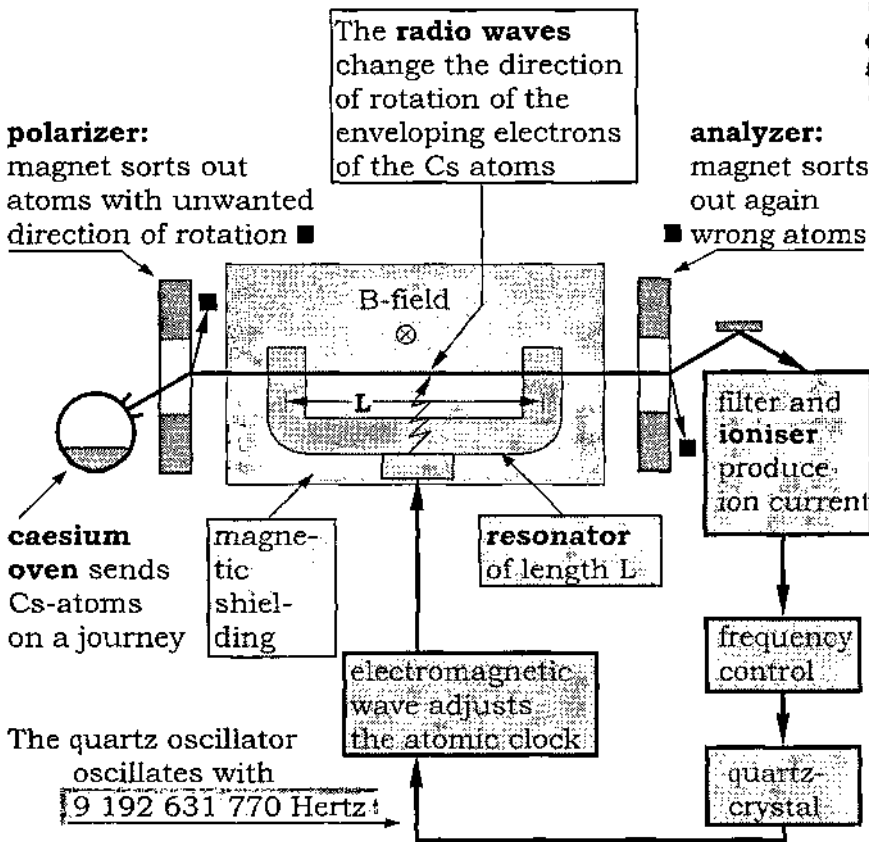 The radio waves
change the direction
of rotation of the
enveloping electrons
of the Cs atoms
polarizer:
magnet sorts out
atoms with unwanted
direction of rotation ■
analyzer:
magnet sorts
out again
■ wrong atoms
B-field
L
filter and
ioniser
produce
ion current
caesium
oven sends
Cs-atoms
on a journey
magne-
tic
shiel-
ding
resonator
of length L
electromagnetic
wave adjusts
the atomic clock
frequency
control
quartz-
crystal
The quartz oscillator
oscillates with
9 192 631 770 Hertz